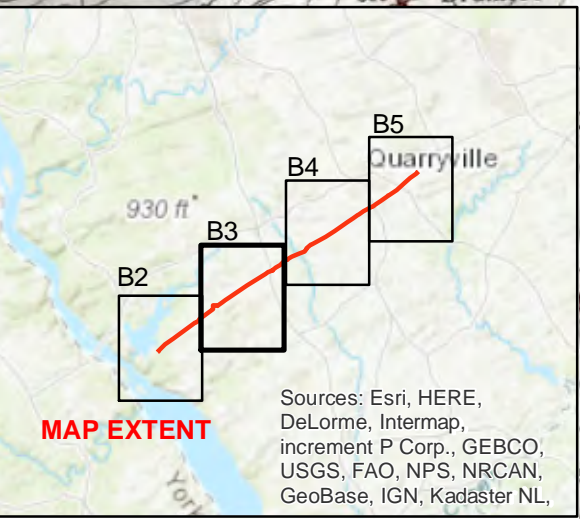 B5
Quarryville
B4
930 ft
B3
B2
MAP EXTENT
Sources: Esri, HERE,
DeLorme, Intermap,
increment P Corp., GEBCO,
USGS, FAO, NPS, NRCAN,
GeoBase, IGN, Kadaster NL,
York